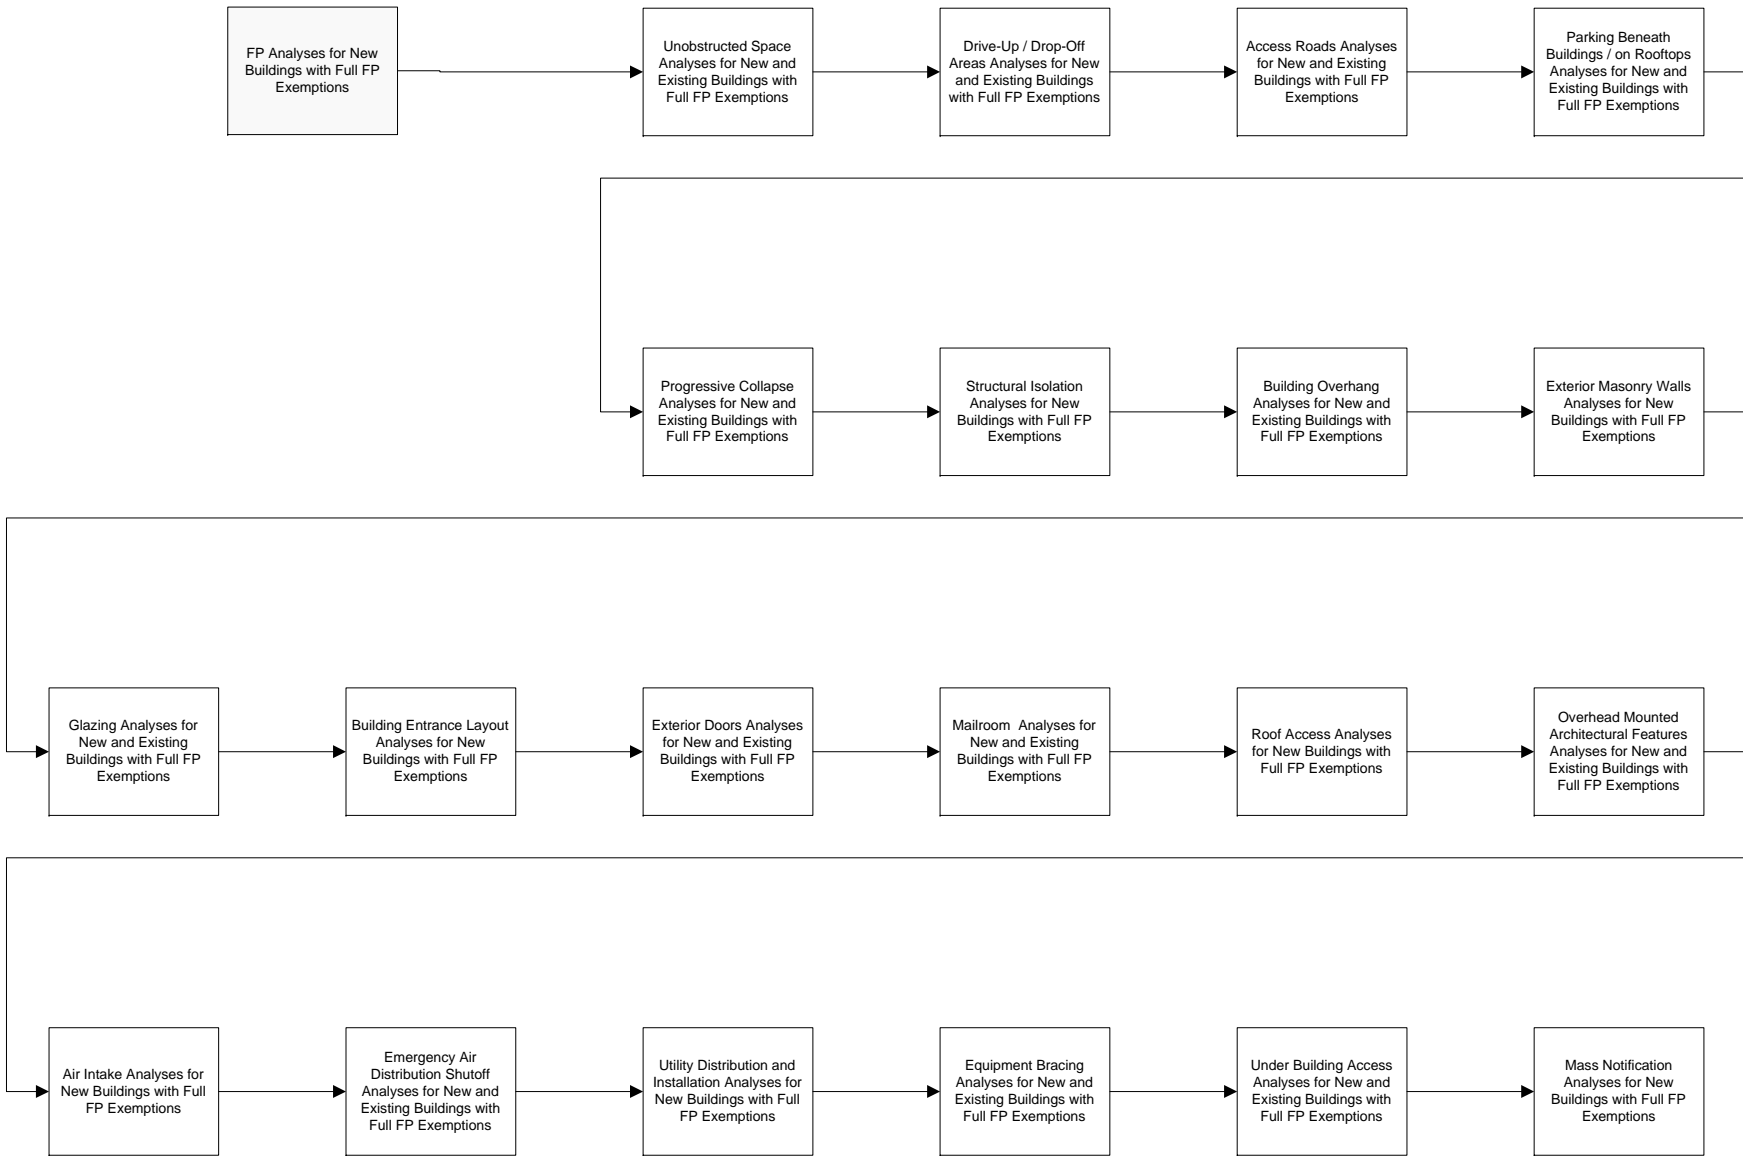 FP Analyses for New
Buildings with Full FP
Exemptions
Unobstructed Space
Analyses for New and
Existing Buildings with
Full FP Exemptions
Drive-Up / Drop-Off
Areas Analyses for New
and Existing Buildings
with Full FP Exemptions
Access Roads Analyses
for New and Existing
Buildings with Full FP
Exemptions
Parking Beneath
Buildings / on Rooftops
Analyses for New and
Existing Buildings with
Full FP Exemptions
Progressive Collapse
Analyses for New and
Existing Buildings with
Full FP Exemptions
Structural Isolation
Analyses for New
Buildings with Full FP
Exemptions
Building Overhang
Analyses for New and
Existing Buildings with
Full FP Exemptions
Exterior Masonry Walls
Analyses for New
Buildings with Full FP
Exemptions
Glazing Analyses for
New and Existing
Buildings with Full FP
Exemptions
Building Entrance Layout
Analyses for New
Buildings with Full FP
Exemptions
Exterior Doors Analyses
for New and Existing
Buildings with Full FP
Exemptions
Mailroom Analyses for
New and Existing
Buildings with Full FP
Exemptions
Roof Access Analyses
for New Buildings with
Full FP Exemptions
Overhead Mounted
Architectural Features
Analyses for New and
Existing Buildings with
Full FP Exemptions
Air Intake Analyses for
New Buildings with Full
FP Exemptions
Emergency Air
Distribution Shutoff
Analyses for New and
Existing Buildings with
Full FP Exemptions
Utility Distribution and
Installation Analyses for
New Buildings with Full
FP Exemptions
Equipment Bracing
Analyses for New and
Existing Buildings with
Full FP Exemptions
Under Building Access
Analyses for New and
Existing Buildings with
Full FP Exemptions
Mass Notification
Analyses for New
Buildings with Full FP
Exemptions